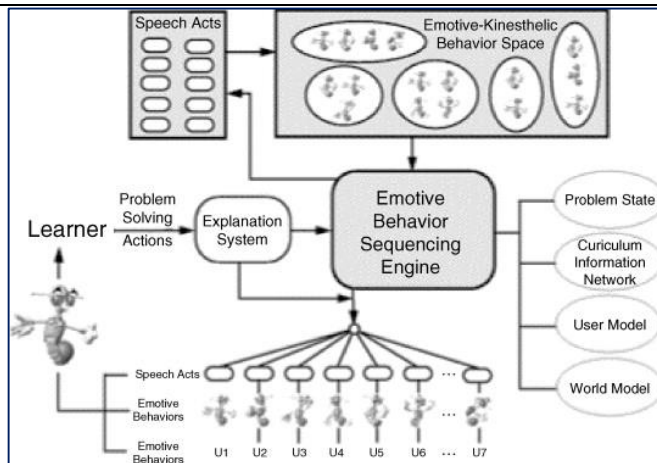 Speech Acts
Emotive-Kinesthelic
Behavior Space
Learner
Problem
Solving
Actions
Explanation
System
Emotive
Behavior
Sequencing
Engine
Problem State
Curiculum
Information
Network
User Model
World Model
Speech Acts
...
Emotive
Behaviors
...
Emotive
Behaviors
U1 U2 U3 U4 U5 U6 ... U7